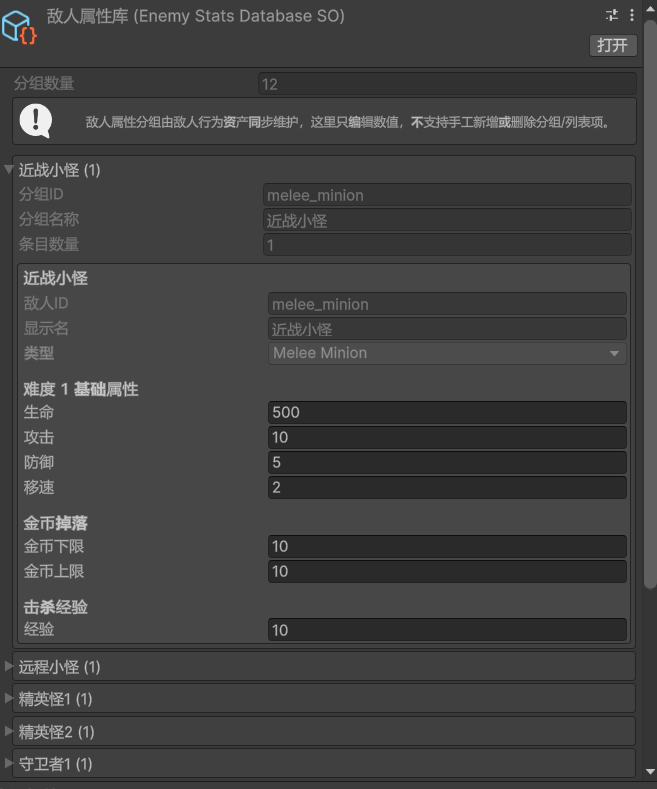 敌人属性库 (Enemy Stats Database SO)
打开
分组数量 12
敌人属性分组由敌人行为资产同步维护，这里只编辑数值，不支持手工新增或删除分组/列表项。
近战小怪 (1)
分组ID melee_minion
分组名称 近战小怪
条目数量 1
近战小怪
敌人ID melee_minion
显示名 近战小怪
类型 Melee Minion
难度 1 基础属性
生命 500
攻击 10
防御 5
移速 2
金币掉落
金币下限 10
金币上限 10
击杀经验
经验 10
远程小怪 (1)
精英怪1 (1)
精英怪2 (1)
守卫者1 (1)